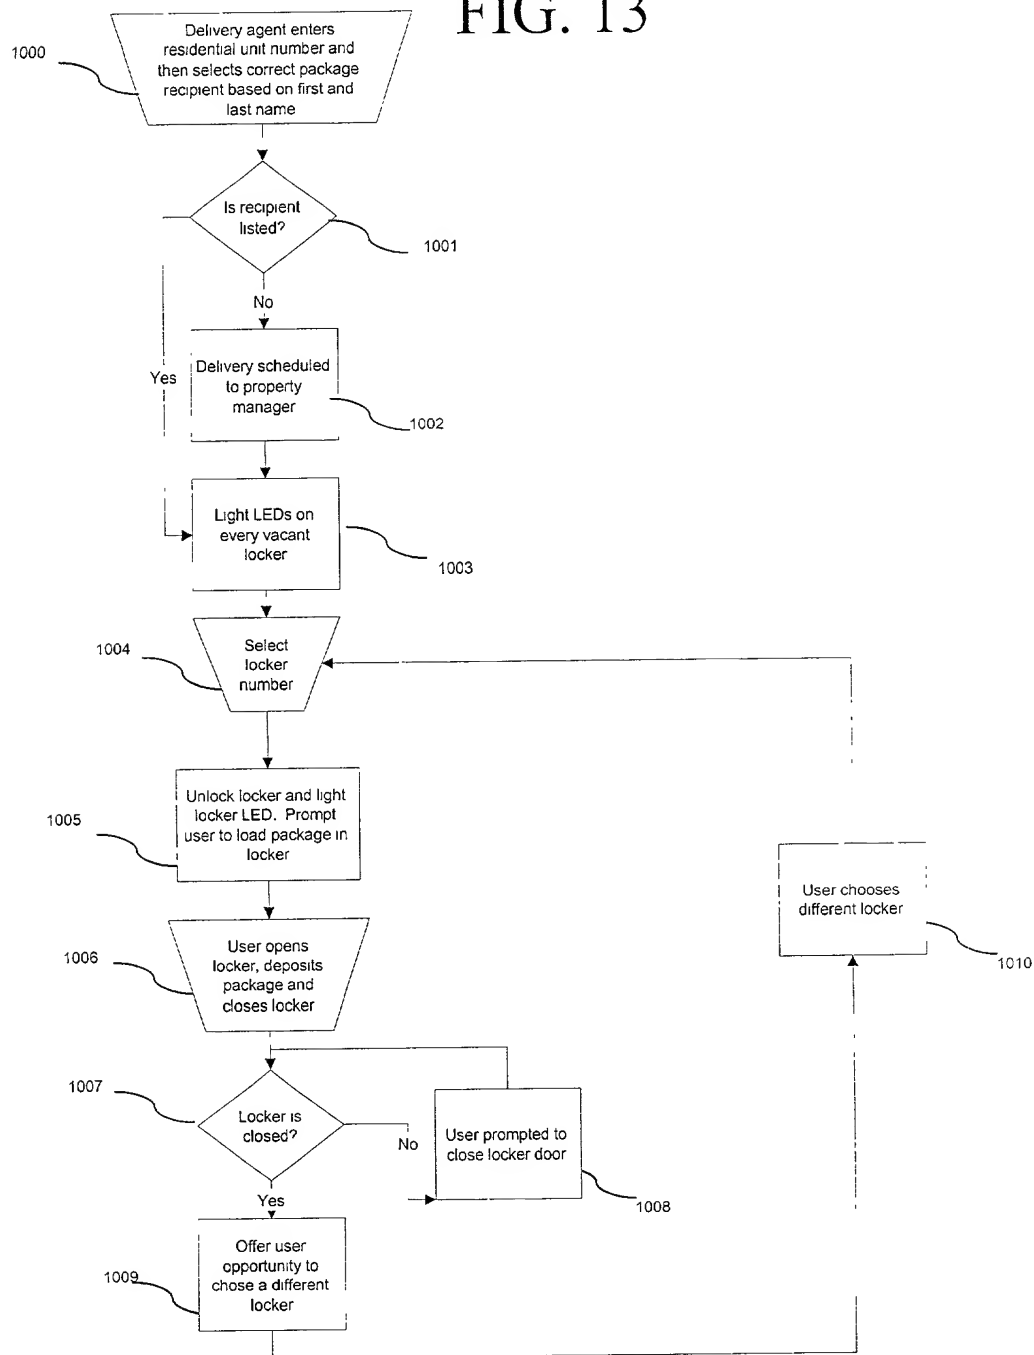 FIG. 13
Delivery agent enters
residential unit number and
then selects correct package
recipient based on first and
last name
1000
Is recipient
listed?
1001
No
Yes
Delivery scheduled
to property
manager
1002
Light LEDs on
every vacant
locker
1003
1004
Select
locker
number
Unlock locker and light
locker LED. Prompt
user to load package in
locker
1005
User chooses
different locker
1010
User opens
locker, deposits
package and
closes locker
1006
1007
Locker is
closed?
No
User prompted to
close locker door
1008
Yes
Offer user
opportunity to
chose a different
locker
1009